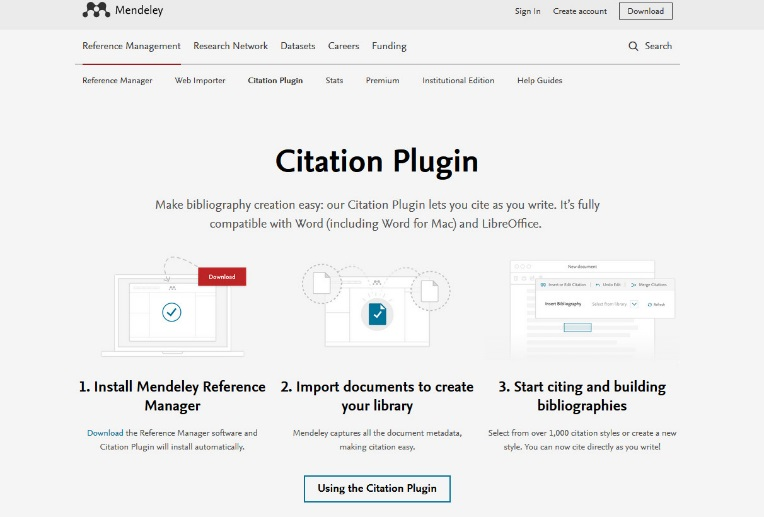 Mendeley
Sign In Create account Download
Reference Management Research Network Datasets Careers Funding Search
Reference Manager Web Importer Citation Plugin Stats Premium Institutional Edition Help Guides
Citation Plugin
Make bibliography creation easy: our Citation Plugin lets you cite as you write. It's fully
compatible with Word (including Word for Mac) and LibreOffice.
Download
New document
Insert or Edit Citation Undo Edit Merge Citations
Insert Bibliography Select from library Refresh
1. Install Mendeley Reference
Manager
Download the Reference Manager software and
Citation Plugin will install automatically.
2. Import documents to create
your library
Mendeley captures all the document metadata,
making citation easy.
3. Start citing and building
bibliographies
Select from over 1,000 citation styles or create a new
style. You can now cite directly as you write!
Using the Citation Plugin